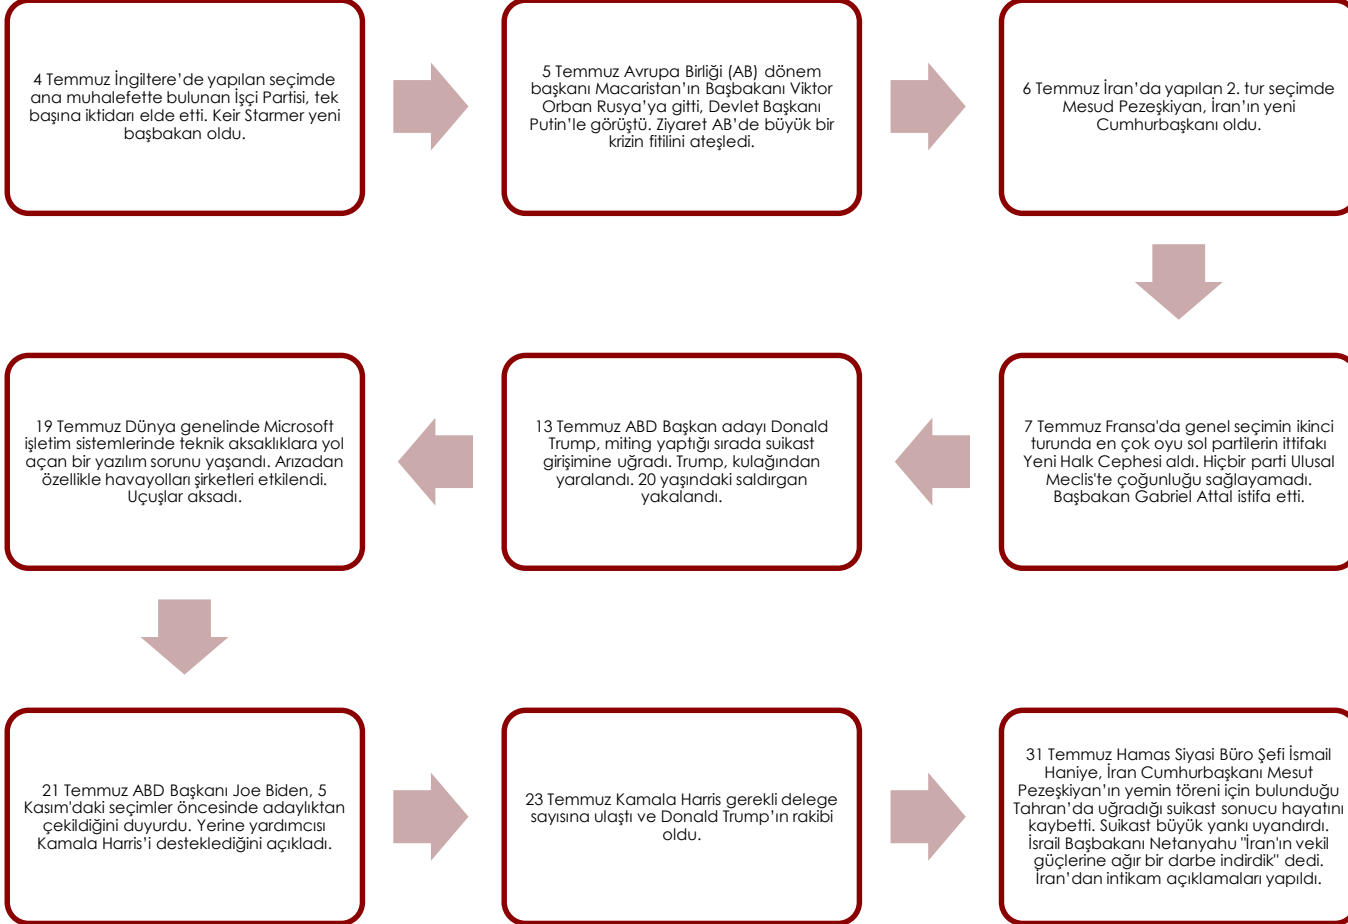 4 Temmuz İngiltere’de yapılan seçimde
ana muhalefette bulunan İşçi Partisi, tek
başına iktidarı elde etti. Keir Starmer yeni
başbakan oldu.
5 Temmuz Avrupa Birliği (AB) dönem
başkanı Macaristan’ın Başbakanı Viktor
Orban Rusya’ya gitti, Devlet Başkanı
Putin’le görüştü. Ziyaret AB’de büyük bir
krizin fitilini ateşledi.
6 Temmuz İran’da yapılan 2. tur seçimde
Mesud Pezeşkiyan, İran’ın yeni
Cumhurbaşkanı oldu.
7 Temmuz Fransa'da genel seçimin ikinci
turunda en çok oyu sol partilerin ittifakı
Yeni Halk Cephesi aldı. Hiçbir parti Ulusal
Meclis'te çoğunluğu sağlayamadı.
Başbakan Gabriel Attal istifa etti.
13 Temmuz ABD Başkan adayı Donald
Trump, miting yaptığı sırada suikast
girişimine uğradı. Trump, kulağından
yaralandı. 20 yaşındaki saldırgan
yakalandı.
19 Temmuz Dünya genelinde Microsoft
işletim sistemlerinde teknik aksaklıklara yol
açan bir yazılım sorunu yaşandı. Arızadan
özellikle havayolları şirketleri etkilendi.
Uçuşlar aksadı.
21 Temmuz ABD Başkanı Joe Biden, 5
Kasım'daki seçimler öncesinde adaylıktan
çekildiğini duyurdu. Yerine yardımcısı
Kamala Harris’i desteklediğini açıkladı.
23 Temmuz Kamala Harris gerekli delege
sayısına ulaştı ve Donald Trump’ın rakibi
oldu.
31 Temmuz Hamas Siyasi Büro Şefi İsmail
Haniye, İran Cumhurbaşkanı Mesut
Pezeşkiyan’ın yemin töreni için bulunduğu
Tahran’da uğradığı suikast sonucu hayatını
kaybetti. Suikast büyük yankı uyandırdı.
İsrail Başbakanı Netanyahu "İran'ın vekil
güçlerine ağır bir darbe indirdik" dedi.
İran’dan intikam açıklamaları yapıldı.